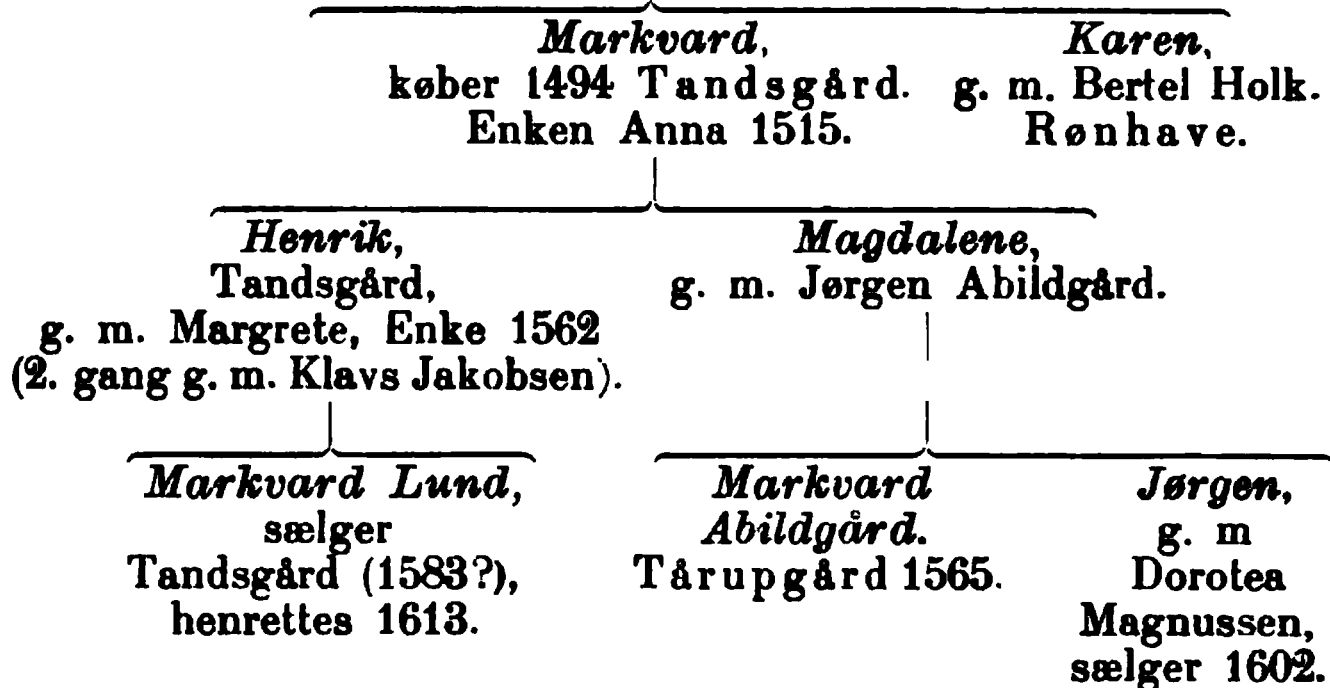 Markvard,
køber 1494 Tandsgård.
Enken Anna 1515.
Karen,
g. m. Bertel Holk.
Rønhave.
Henrik,
Tandsgård,
g. m. Margrete, Enke 1562
(2. gang g. m. Klavs Jakobsen).
Magdalene,
g. m. Jørgen Abildgård.
Markvard Lund,
sælger
Tandsgård (1583?),
henrettes 1613.
Markvard
Abildgård.
Tårupgård 1565.
Jørgen,
g. m
Dorotea
Magnussen,
sælger 1602.